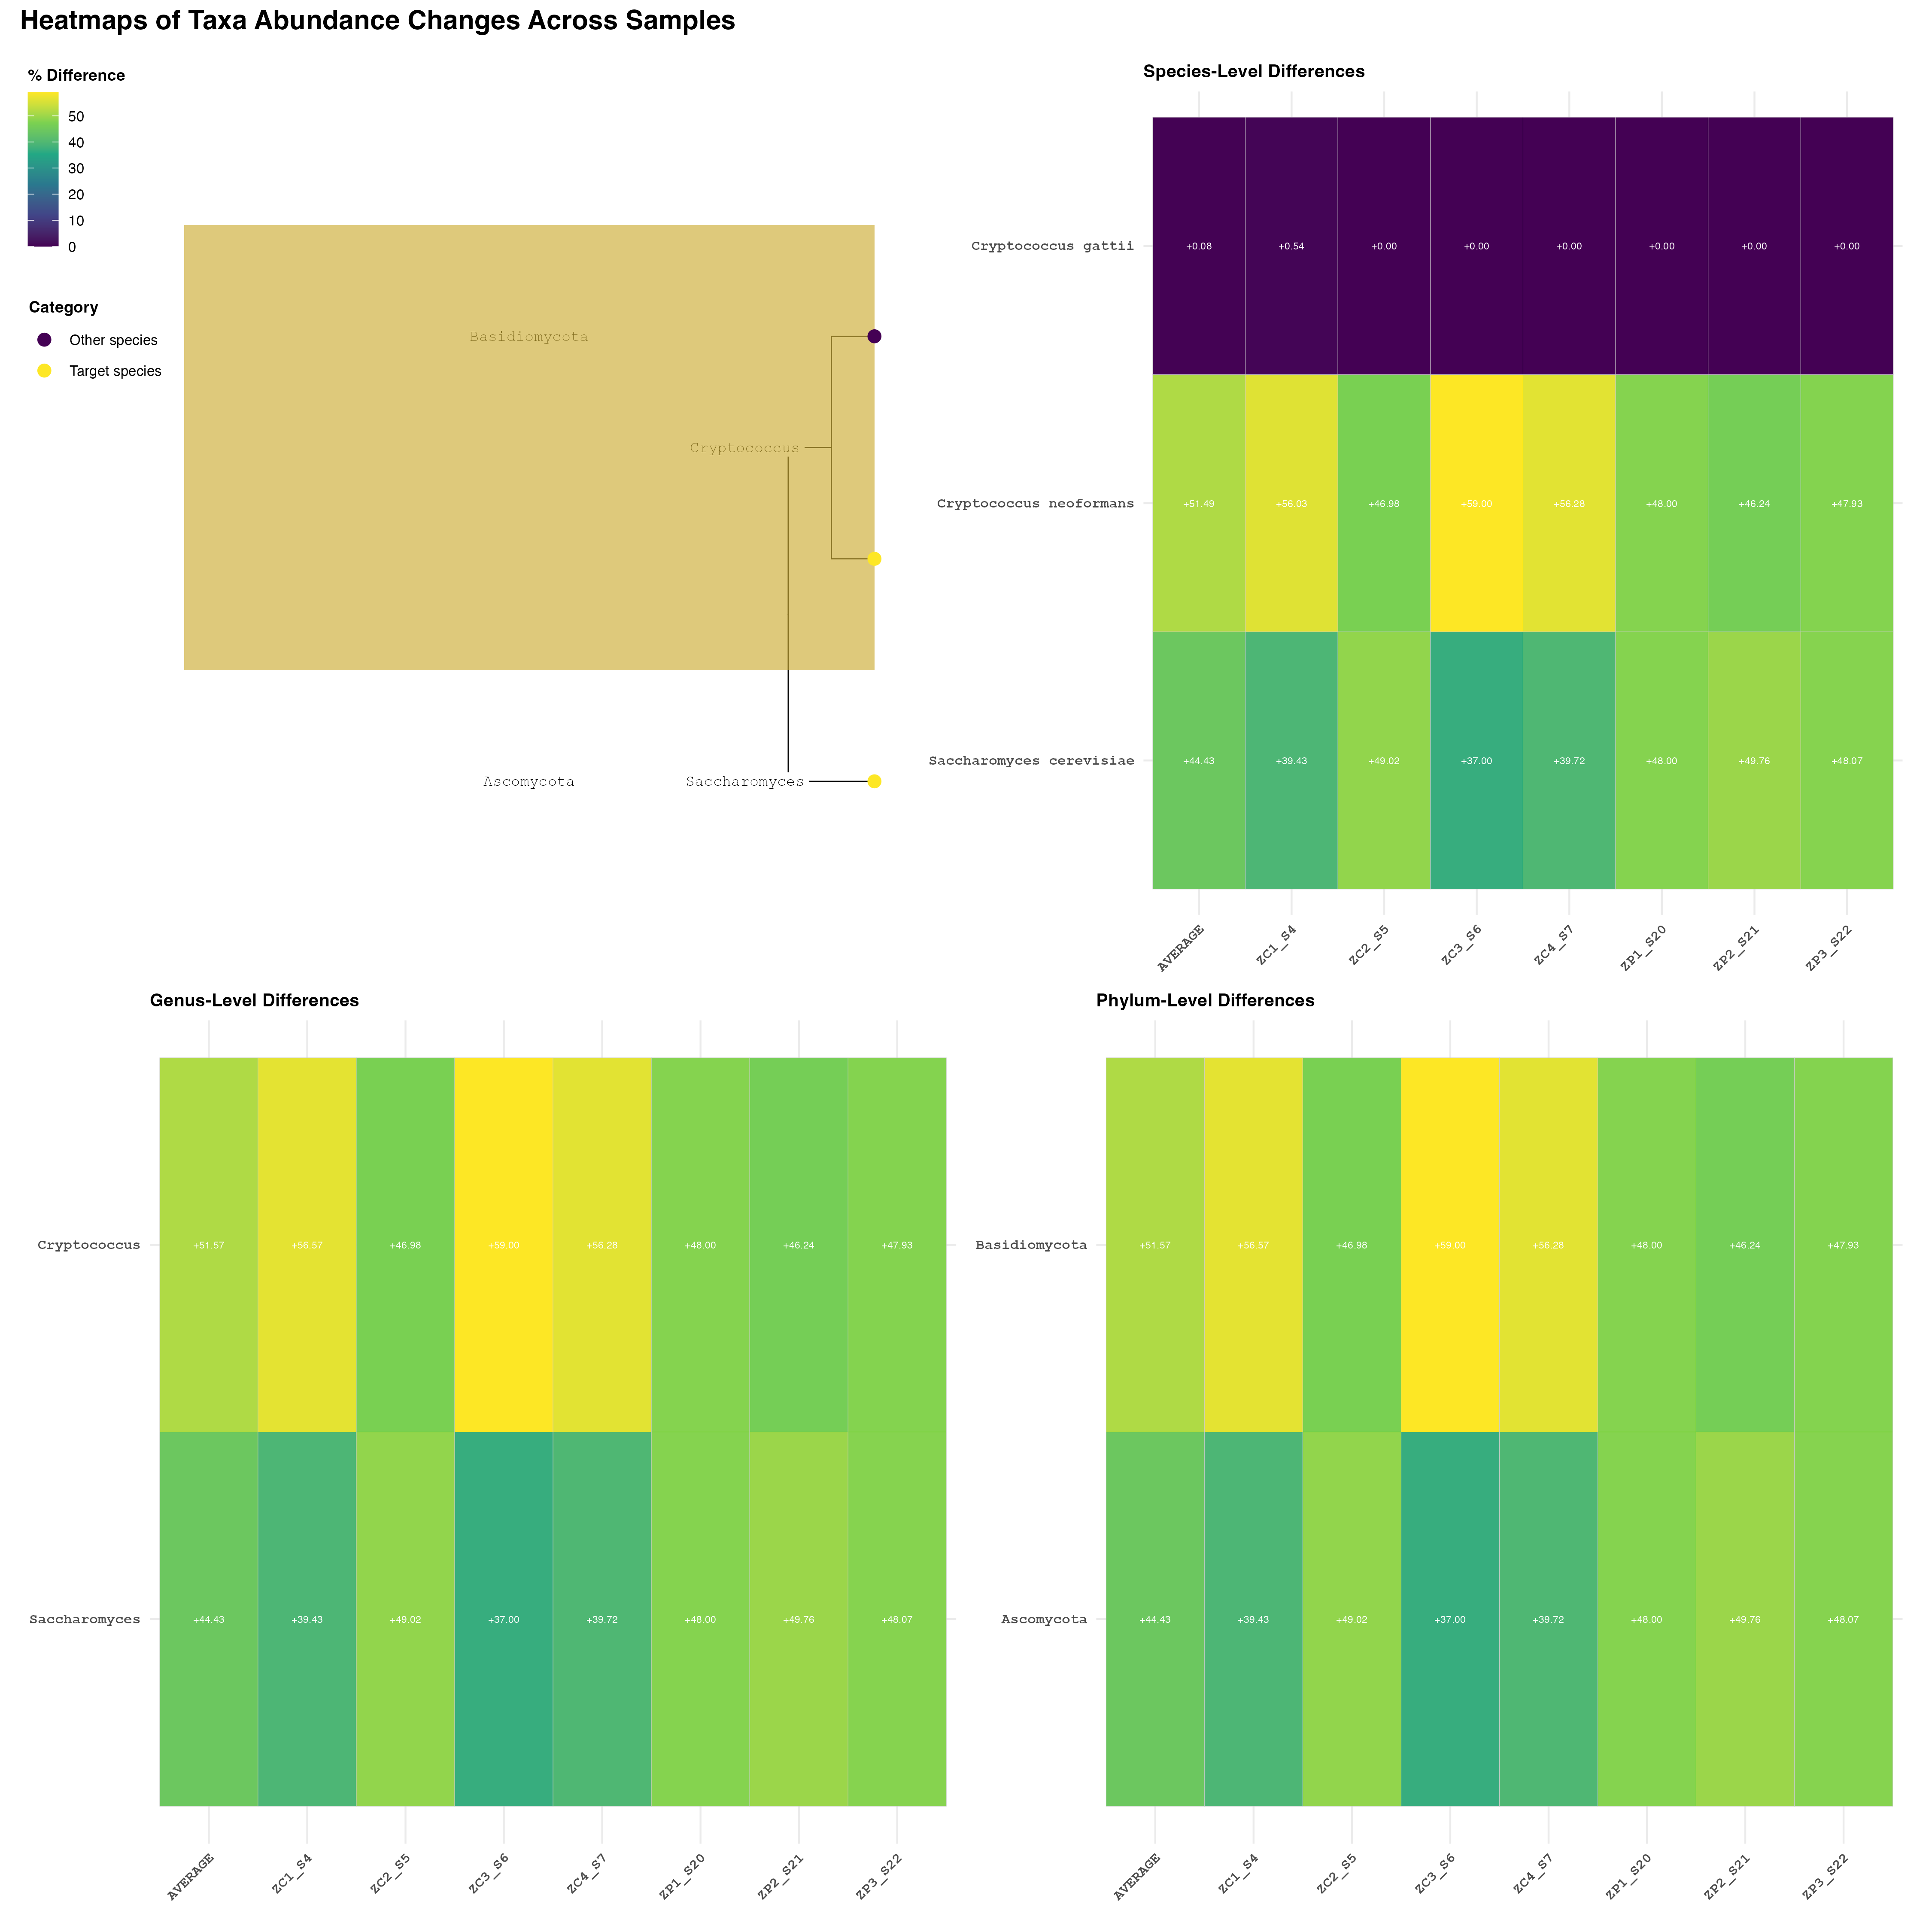 Heatmaps of Taxa Abundance Changes Across Samples
% Difference
50
40
30
20
10
0
Category
Other species
Target species
Basidiomycota
Cryptococcus
Ascomycota
Saccharomyces
Species-Level Differences
Cryptococcus gattii
+0.08 +0.54 +0.00 +0.00 +0.00 +0.00 +0.00 +0.00
Cryptococcus neoformans
+51.49 +56.03 +46.98 +59.00 +56.28 +48.00 +46.24 +47.93
Saccharomyces cerevisiae
+44.43 +39.43 +49.02 +37.00 +39.72 +48.00 +49.76 +48.07
AVERAGE ZC1_S4 ZC2_S5 ZC3_S6 ZC4_S7 ZP1_S20 ZP2_S21 ZP3_S22
Genus-Level Differences
Cryptococcus
+51.57 +56.57 +46.98 +59.00 +56.28 +48.00 +46.24 +47.93
Saccharomyces
+44.43 +39.43 +49.02 +37.00 +39.72 +48.00 +49.76 +48.07
AVERAGE ZC1_S4 ZC2_S5 ZC3_S6 ZC4_S7 ZP1_S20 ZP2_S21 ZP3_S22
Phylum-Level Differences
Basidiomycota
+51.57 +56.57 +46.98 +59.00 +56.28 +48.00 +46.24 +47.93
Ascomycota
+44.43 +39.43 +49.02 +37.00 +39.72 +48.00 +49.76 +48.07
AVERAGE ZC1_S4 ZC2_S5 ZC3_S6 ZC4_S7 ZP1_S20 ZP2_S21 ZP3_S22